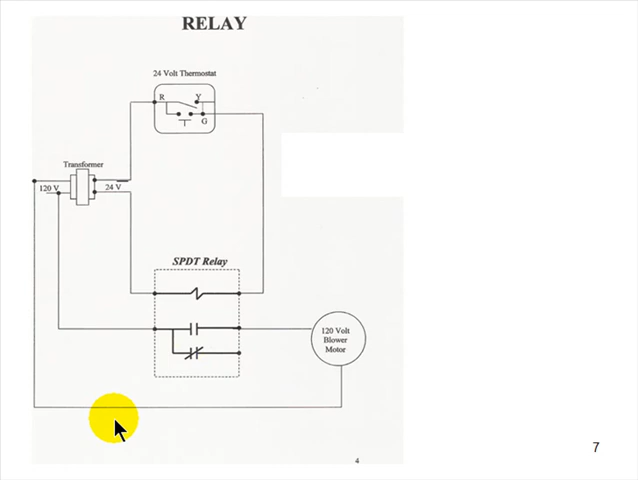 RELAY
24 Volt Thermostat
R Y
G
Transformer
120 V 24 V
SPDT Relay
120 Volt
Blower
Motor
7
4